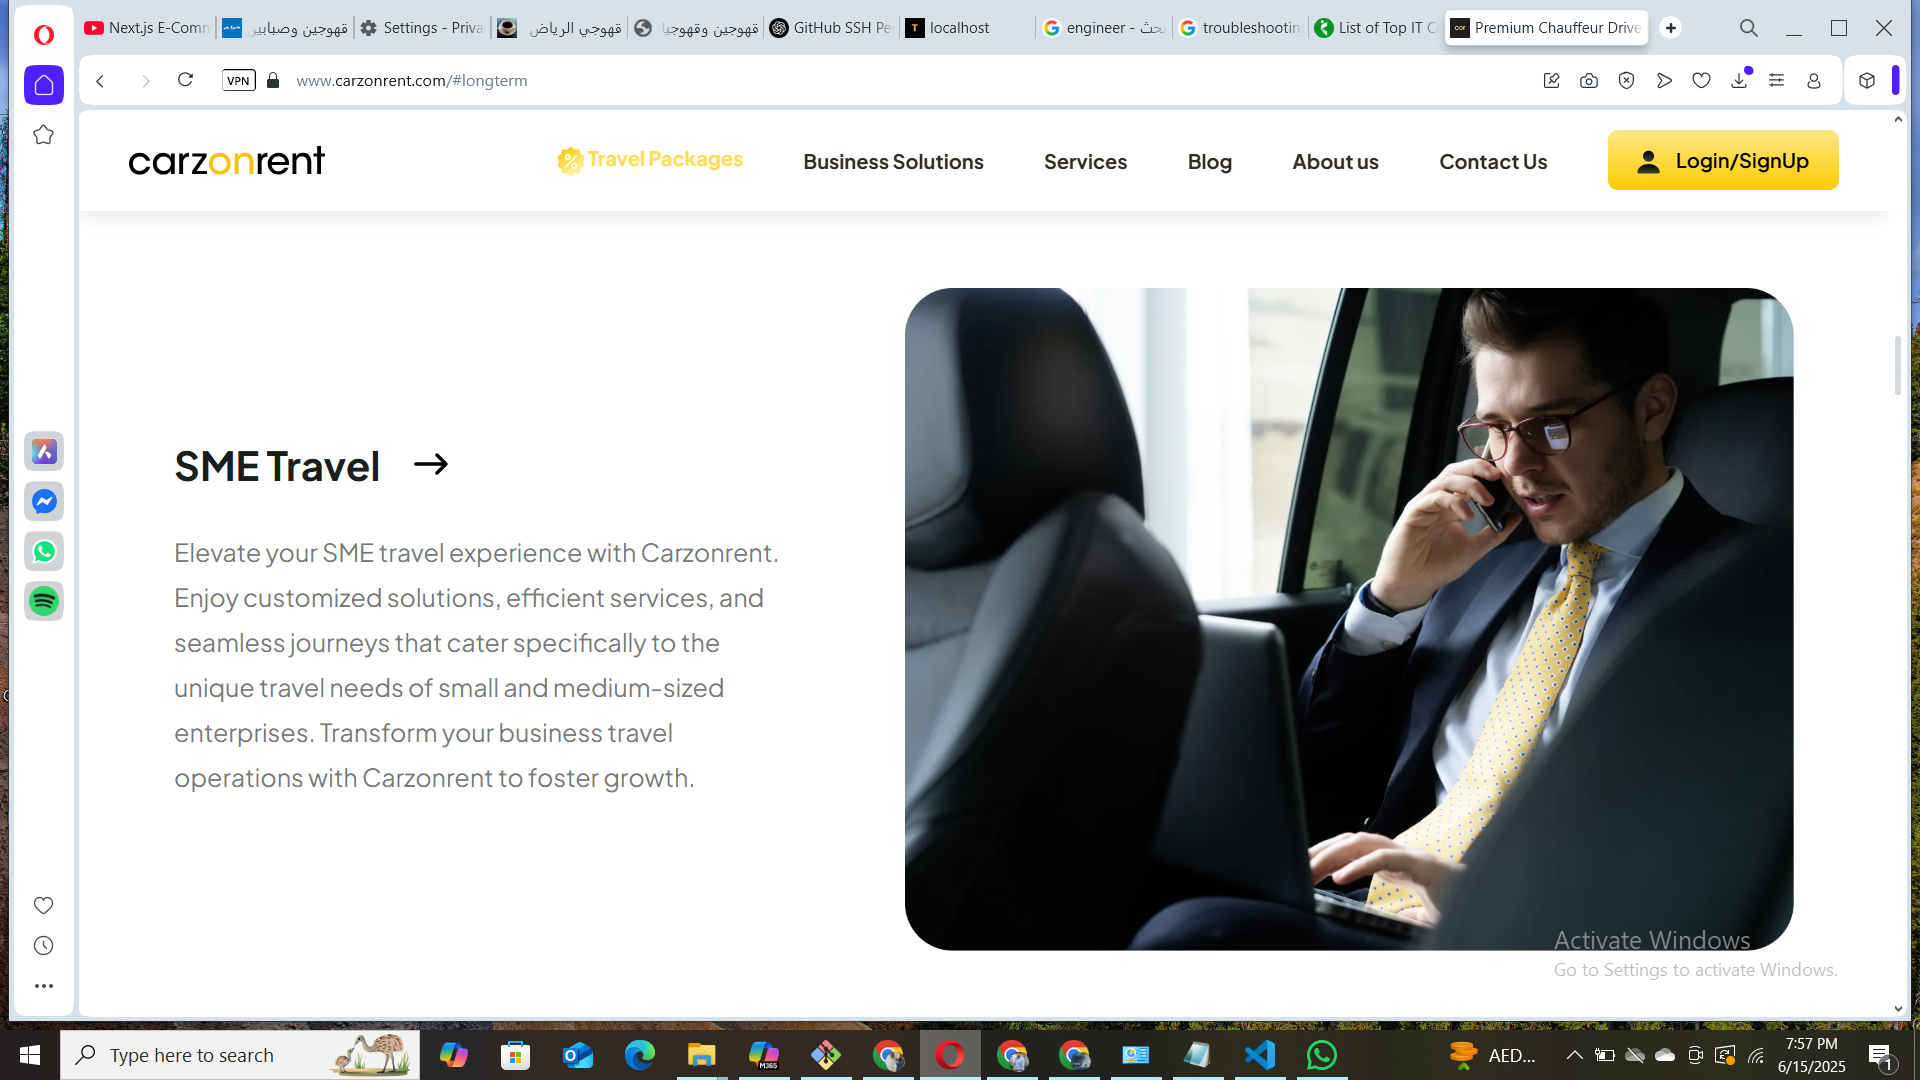 Next.js E-Comm
قهوجين وصبابين
Settings - Priva
قهوجي الرياض
قهوجين وقهوجيا
GitHub SSH Pe
localhost
engineer - بحث
troubleshooting
List of Top IT C
Premium Chauffeur Drive
VPN
www.carzonrent.com/#longterm
carzonrent
Travel Packages
Business Solutions
Services
Blog
About us
Contact Us
Login/SignUp
SME Travel
Elevate your SME travel experience with Carzonrent.
Enjoy customized solutions, efficient services, and
seamless journeys that cater specifically to the
unique travel needs of small and medium-sized
enterprises. Transform your business travel
operations with Carzonrent to foster growth.
Activate Windows
Go to Settings to activate Windows.
Type here to search
M365
AED...
7:57 PM
6/15/2025
1